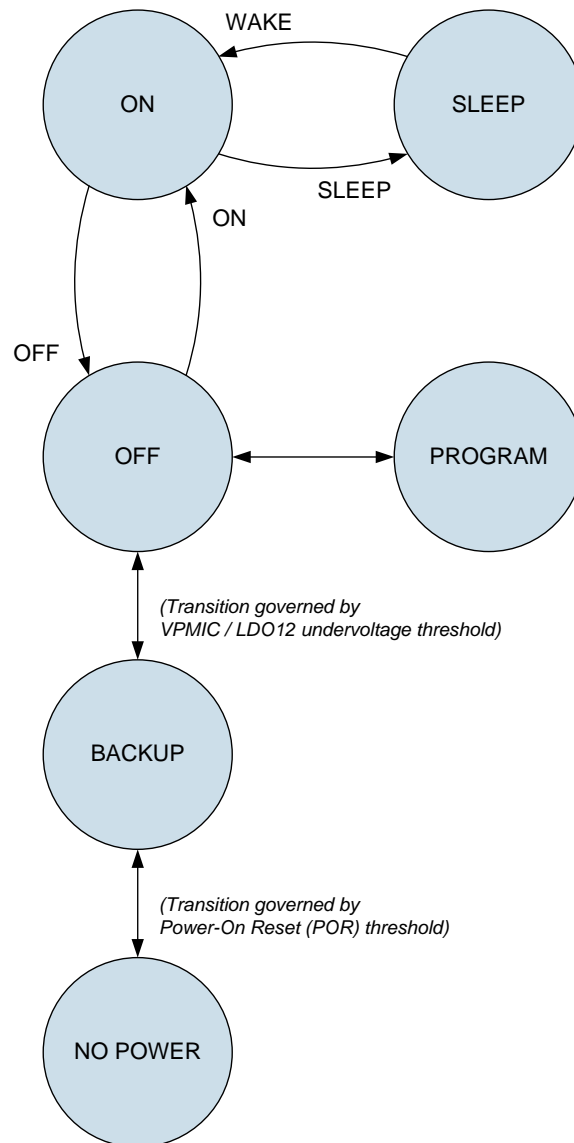 WAKE
ON
SLEEP
SLEEP
ON
OFF
OFF
PROGRAM
(Transition governed by
VPMIC / LDO12 undervoltage threshold)
BACKUP
(Transition governed by
Power-On Reset (POR) threshold)
NO POWER